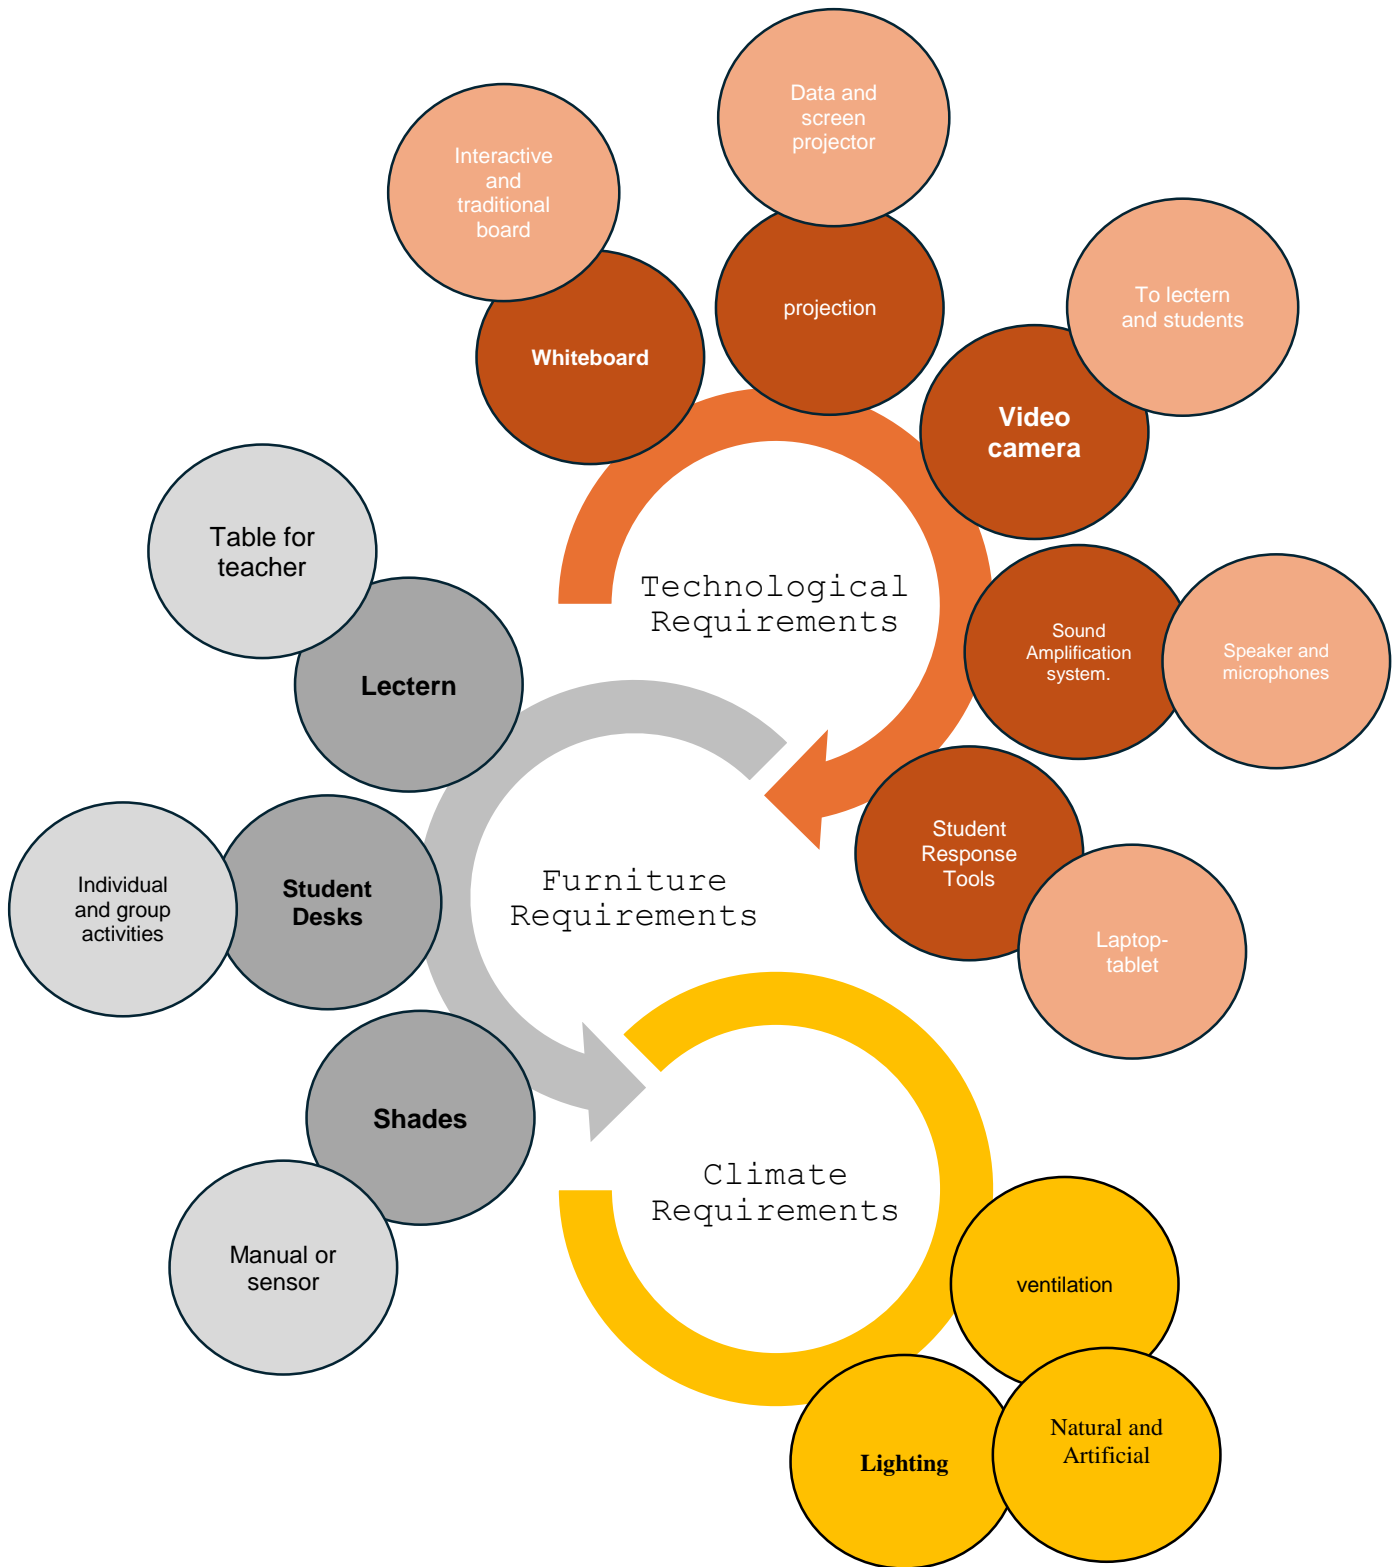 Data and
screen
projector
Interactive
and
traditional
board
projection
To lectern
and students
Whiteboard
Video
camera
Table for
teacher
Technological
Requirements
Sound
Amplification
system.
Speaker and
microphones
Lectern
Student
Response
Tools
Furniture
Requirements
Individual
and group
activities
Student
Desks
Laptop-
tablet
Shades
Climate
Requirements
Manual or
sensor
ventilation
Natural and
Artificial
Lighting